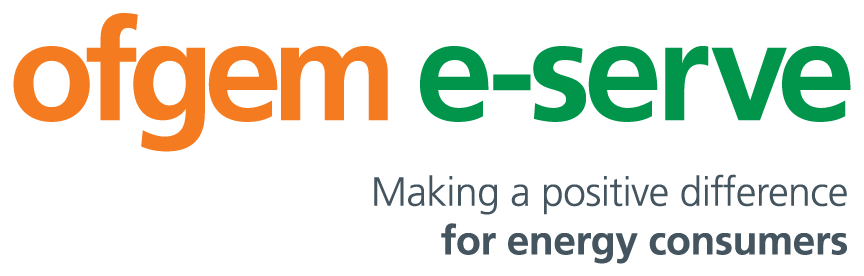 ofgem e-serve
Making a positive difference
for energy consumers